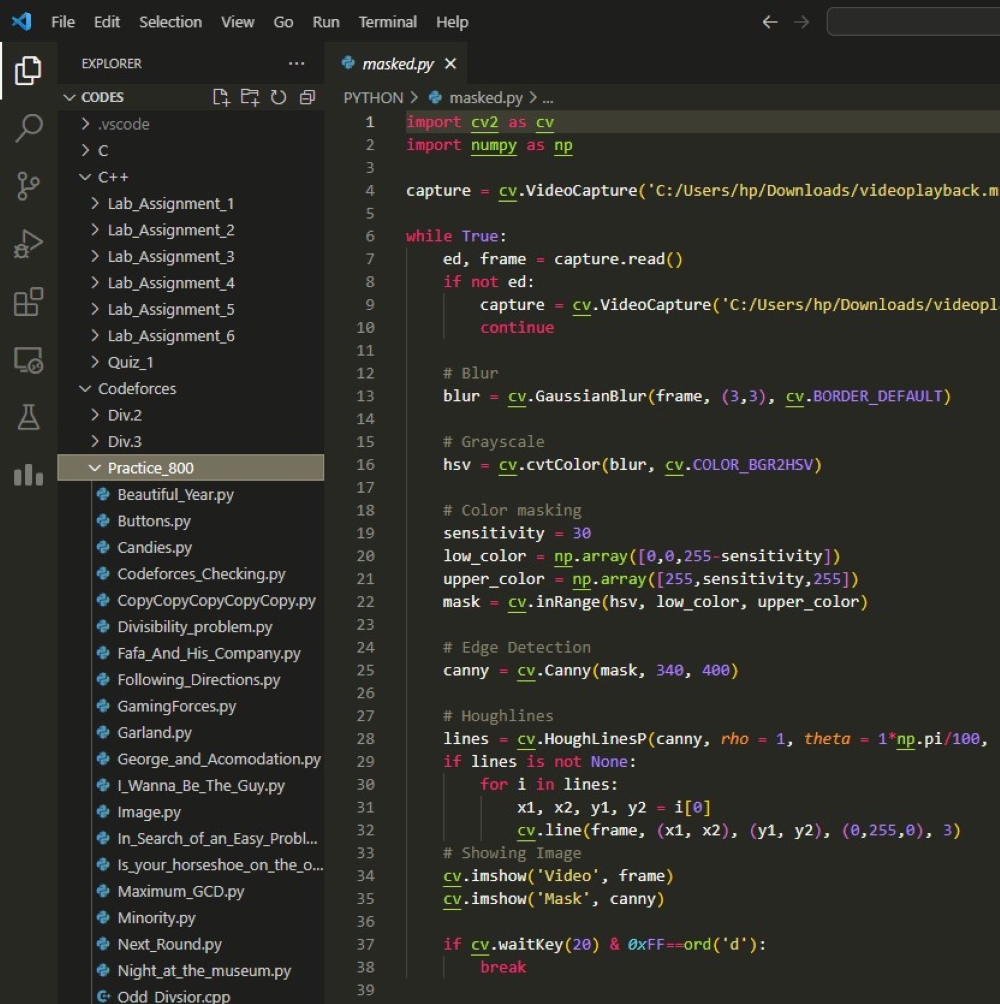 File Edit Selection View Go Run Terminal Help
EXPLORER ...
masked.py
CODES
PYTHON > masked.py > ...
.vscode
C
C++
Lab_Assignment_1
Lab_Assignment_2
Lab_Assignment_3
Lab_Assignment_4
Lab_Assignment_5
Lab_Assignment_6
Quiz_1
Codeforces
Div.2
Div.3
Practice_800
Beautiful_Year.py
Buttons.py
Candies.py
Codeforces_Checking.py
CopyCopyCopyCopyCopy.py
Divisibility_problem.py
Fafa_And_His_Company.py
Following_Directions.py
GamingForces.py
Garland.py
George_and_Acomodation.py
I_Wanna_Be_The_Guy.py
Image.py
In_Search_of_an_Easy_Probl...
Is_your_horseshoe_on_the_o...
Maximum_GCD.py
Minority.py
Next_Round.py
Night_at_the_museum.py
Odd_Divsior.cpp
1 import cv2 as cv
2 import numpy as np
3
4 capture = cv.VideoCapture('C:/Users/hp/Downloads/videoplayback.m
5
6 while True:
7 ed, frame = capture.read()
8 if not ed:
9 capture = cv.VideoCapture('C:/Users/hp/Downloads/videopl
10 continue
11
12 # Blur
13 blur = cv.GaussianBlur(frame, (3,3), cv.BORDER_DEFAULT)
14
15 # Grayscale
16 hsv = cv.cvtColor(blur, cv.COLOR_BGR2HSV)
17
18 # Color masking
19 sensitivity = 30
20 low_color = np.array([0,0,255-sensitivity])
21 upper_color = np.array([255,sensitivity,255])
22 mask = cv.inRange(hsv, low_color, upper_color)
23
24 # Edge Detection
25 canny = cv.Canny(mask, 340, 400)
26
27 # Houghlines
28 lines = cv.HoughLinesP(canny, rho = 1, theta = 1*np.pi/100,
29 if lines is not None:
30 for i in lines:
31 x1, x2, y1, y2 = i[0]
32 cv.line(frame, (x1, x2), (y1, y2), (0,255,0), 3)
33 # Showing Image
34 cv.imshow('Video', frame)
35 cv.imshow('Mask', canny)
36
37 if cv.waitKey(20) & 0xFF==ord('d'):
38 break
39